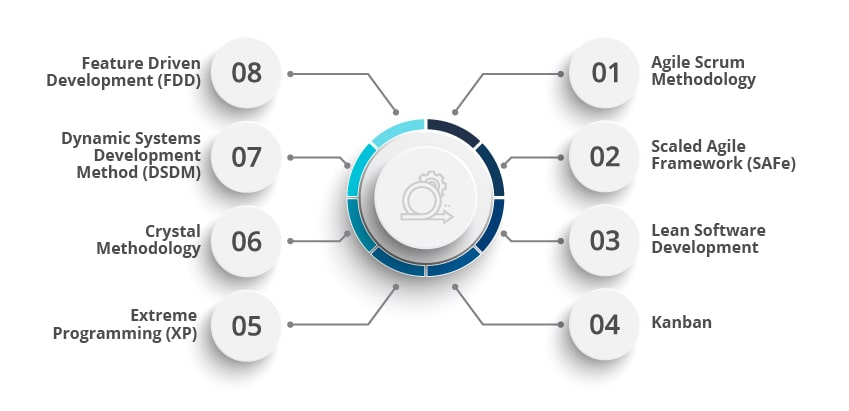 01
Agile Scrum
Methodology
02
Scaled Agile
Framework (SAFe)
03
Lean Software
Development
04
Kanban
05
Extreme
Programming (XP)
06
Crystal
Methodology
07
Dynamic Systems
Development
Method (DSDM)
08
Feature Driven
Development (FDD)